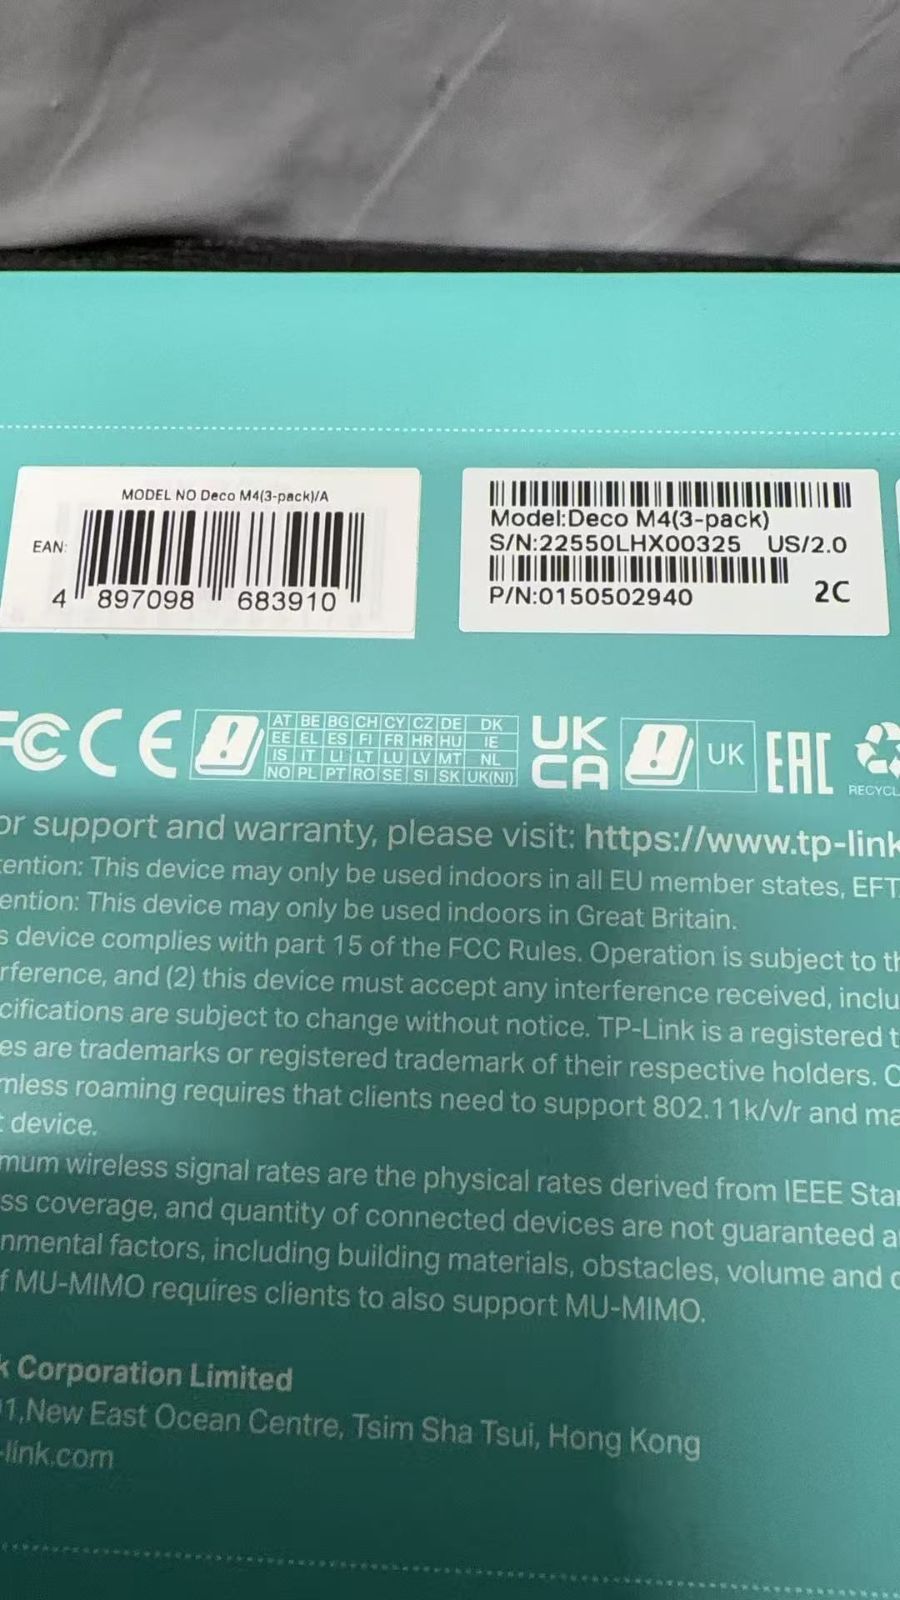 MODEL NO Deco M4(3-pack)/A
EAN:
4 897098 683910
Model:Deco M4(3-pack)
S/N:22550LHX00325 US/2.0
P/N:0150502940 2C
FC CE
AT BE BG CH CY CZ DE DK
EE EL ES FI FR HR HU IE
IS IT LI LT LU LV MT NL
NO PL PT RO SE SI SK UK(NI)
UK
CA
UK
EAC
RECYCL
or support and warranty, please visit: https://www.tp-link
tention: This device may only be used indoors in all EU member states, EFT
ention: This device may only be used indoors in Great Britain.
s device complies with part 15 of the FCC Rules. Operation is subject to th
rference, and (2) this device must accept any interference received, inclu
cifications are subject to change without notice. TP-Link is a registered t
es are trademarks or registered trademark of their respective holders. C
mless roaming requires that clients need to support 802.11k/v/r and ma
t device.
mum wireless signal rates are the physical rates derived from IEEE Star
ss coverage, and quantity of connected devices are not guaranteed a
nmental factors, including building materials, obstacles, volume and
f MU-MIMO requires clients to also support MU-MIMO.
k Corporation Limited
1,New East Ocean Centre, Tsim Sha Tsui, Hong Kong
-link.com